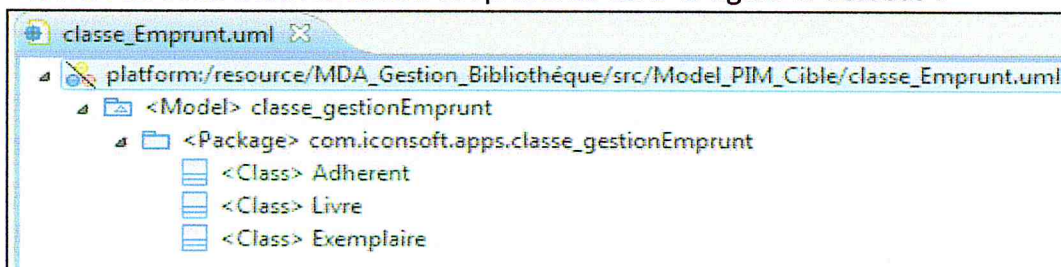 classe_Emprunt.uml
platform:/resource/MDA_Gestion_Bibliothéque/src/Model_PIM_Cible/classe_Emprunt.uml
<Model> classe_gestionEmprunt
<Package> com.iconsoft.apps.classe_gestionEmprunt
<Class> Adherent
<Class> Livre
<Class> Exemplaire